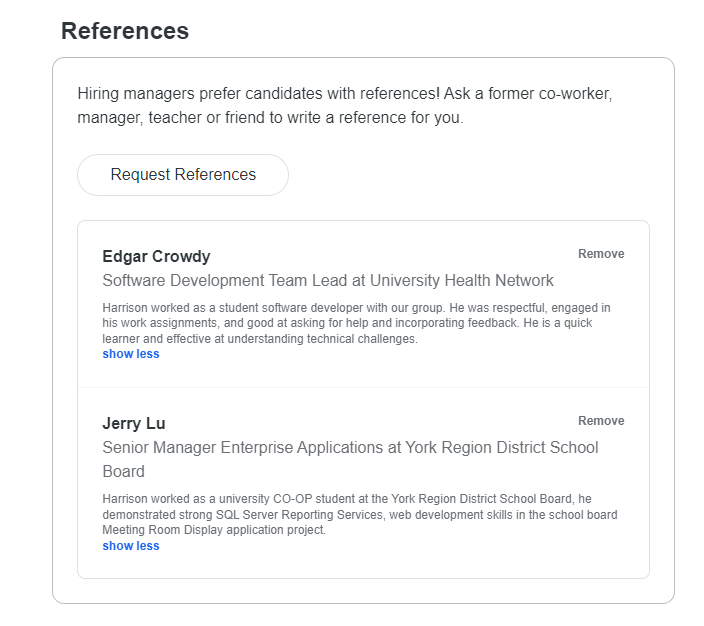 References
Hiring managers prefer candidates with references! Ask a former co-worker,
manager, teacher or friend to write a reference for you.
Request References
Edgar Crowdy
Remove
Software Development Team Lead at University Health Network
Harrison worked as a student software developer with our group. He was respectful, engaged in
his work assignments, and good at asking for help and incorporating feedback. He is a quick
learner and effective at understanding technical challenges.
show less
Jerry Lu
Remove
Senior Manager Enterprise Applications at York Region District School
Board
Harrison worked as a university CO-OP student at the York Region District School Board, he
demonstrated strong SQL Server Reporting Services, web development skills in the school board
Meeting Room Display application project.
show less